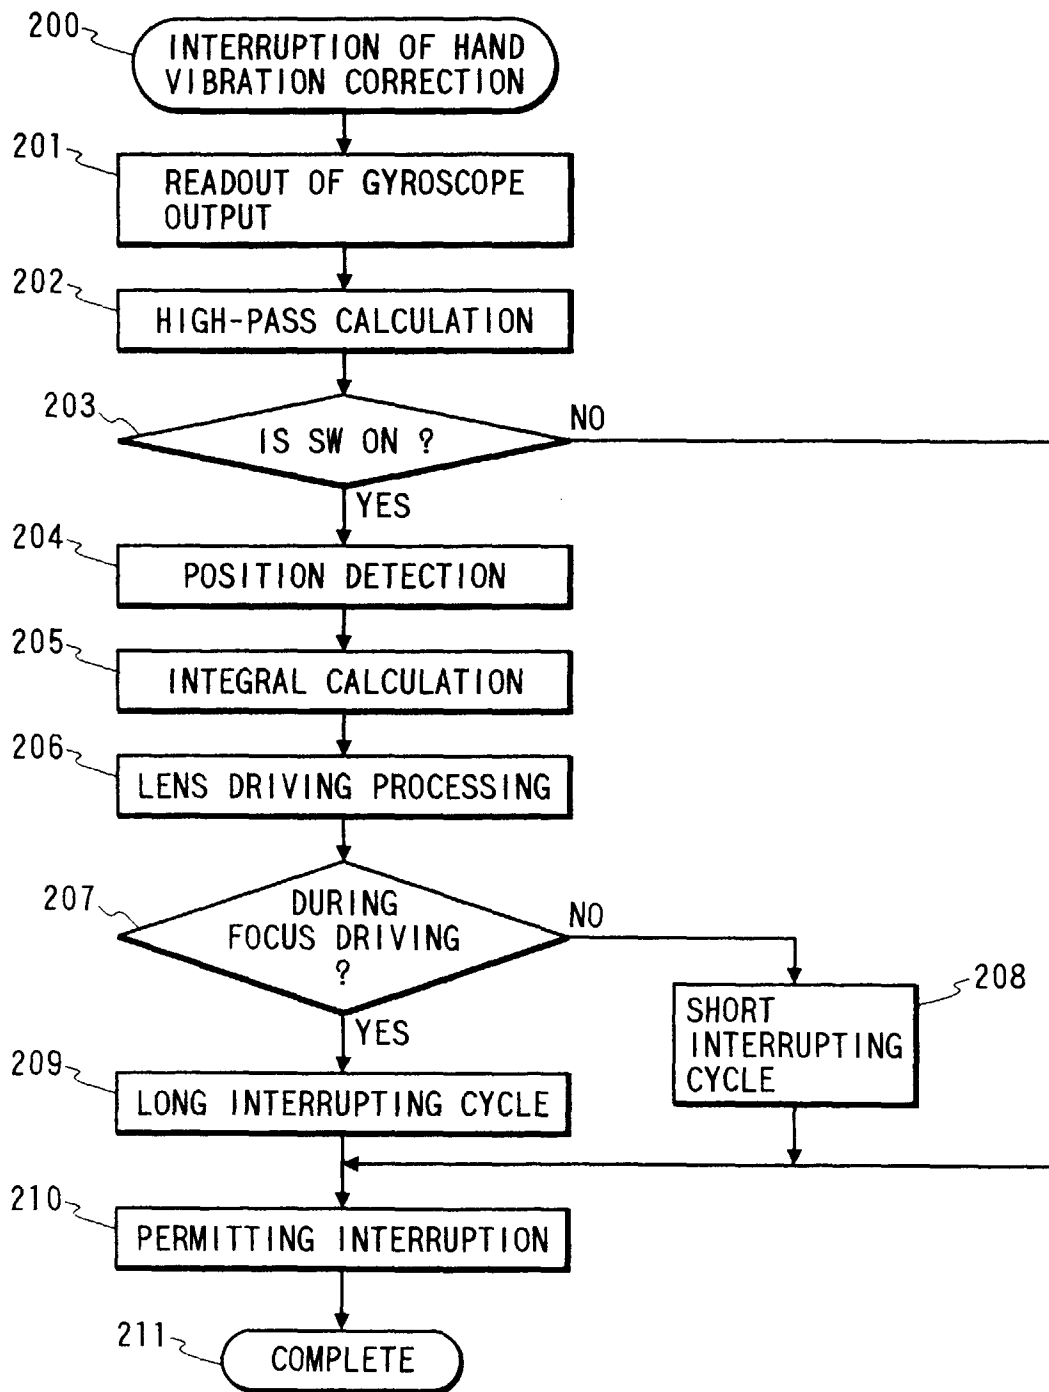 200
INTERRUPTION OF HAND
VIBRATION CORRECTION
201
READOUT OF GYROSCOPE
OUTPUT
202
HIGH-PASS CALCULATION
203
IS SW ON ?
NO
YES
204
POSITION DETECTION
205
INTEGRAL CALCULATION
206
LENS DRIVING PROCESSING
207
DURING
FOCUS DRIVING
?
NO
YES
208
SHORT
INTERRUPTING
CYCLE
209
LONG INTERRUPTING CYCLE
210
PERMITTING INTERRUPTION
211
COMPLETE